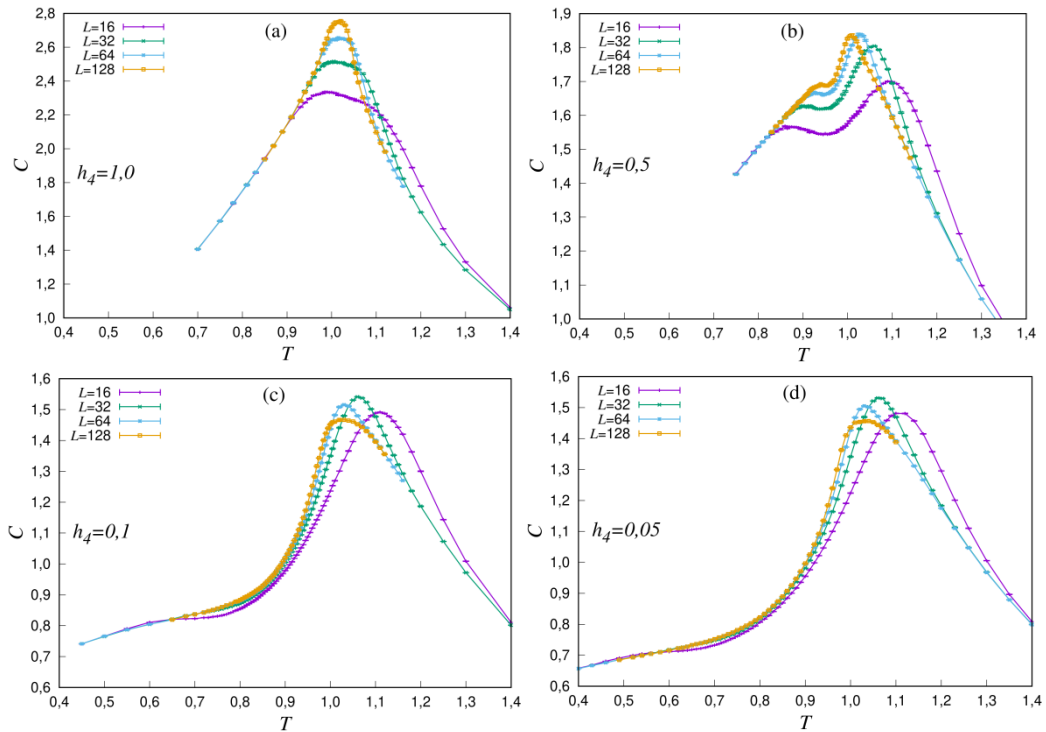 (a)
L=16
L=32
L=64
L=128
h4=1,0
C
2,8
2,6
2,4
2,2
2,0
1,8
1,6
1,4
1,2
1,0
0,4 0,5 0,6 0,7 0,8 0,9 1,0 1,1 1,2 1,3 1,4
T
(b)
L=16
L=32
L=64
L=128
h4=0,5
C
1,9
1,8
1,7
1,6
1,5
1,4
1,3
1,2
1,1
1,0
0,4 0,5 0,6 0,7 0,8 0,9 1,0 1,1 1,2 1,3 1,4
T
(c)
L=16
L=32
L=64
L=128
h4=0,1
C
1,6
1,5
1,4
1,3
1,2
1,1
1,0
0,9
0,8
0,7
0,6
0,4 0,5 0,6 0,7 0,8 0,9 1,0 1,1 1,2 1,3 1,4
T
(d)
L=16
L=32
L=64
L=128
h4=0,05
C
1,6
1,5
1,4
1,3
1,2
1,1
1,0
0,9
0,8
0,7
0,6
0,4 0,5 0,6 0,7 0,8 0,9 1,0 1,1 1,2 1,3 1,4
T